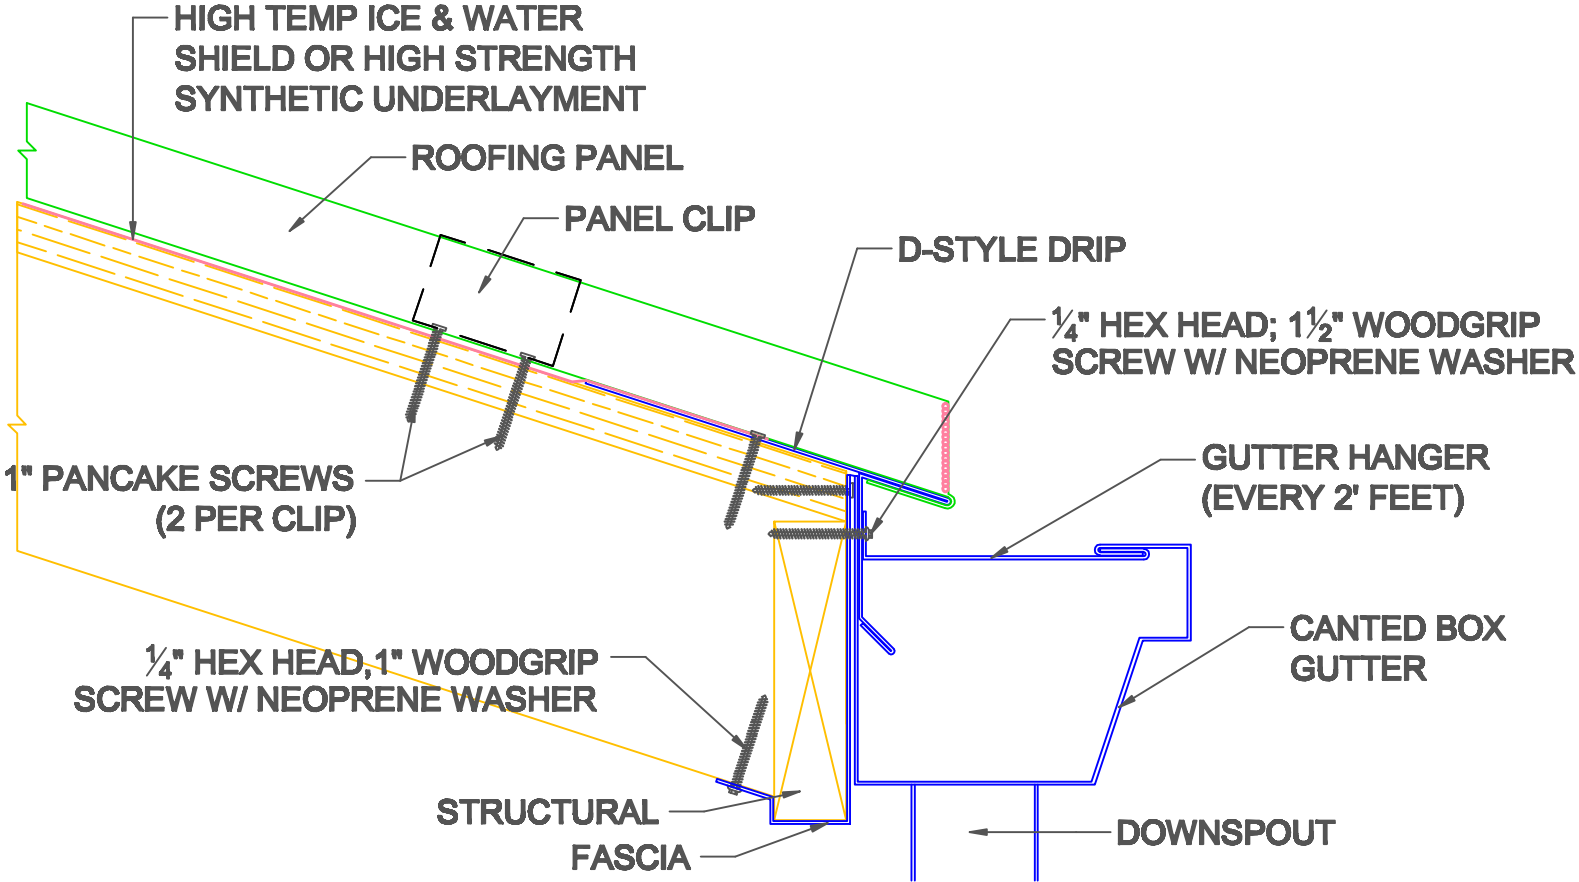 HIGH TEMP ICE & WATER
SHIELD OR HIGH STRENGTH
SYNTHETIC UNDERLAYMENT
ROOFING PANEL
PANEL CLIP
D-STYLE DRIP
1/4" HEX HEAD; 1 1/2" WOODGRIP
SCREW W/ NEOPRENE WASHER
GUTTER HANGER
(EVERY 2' FEET)
1" PANCAKE SCREWS
(2 PER CLIP)
CANTED BOX
GUTTER
1/4" HEX HEAD,1" WOODGRIP
SCREW W/ NEOPRENE WASHER
STRUCTURAL
FASCIA
DOWNSPOUT